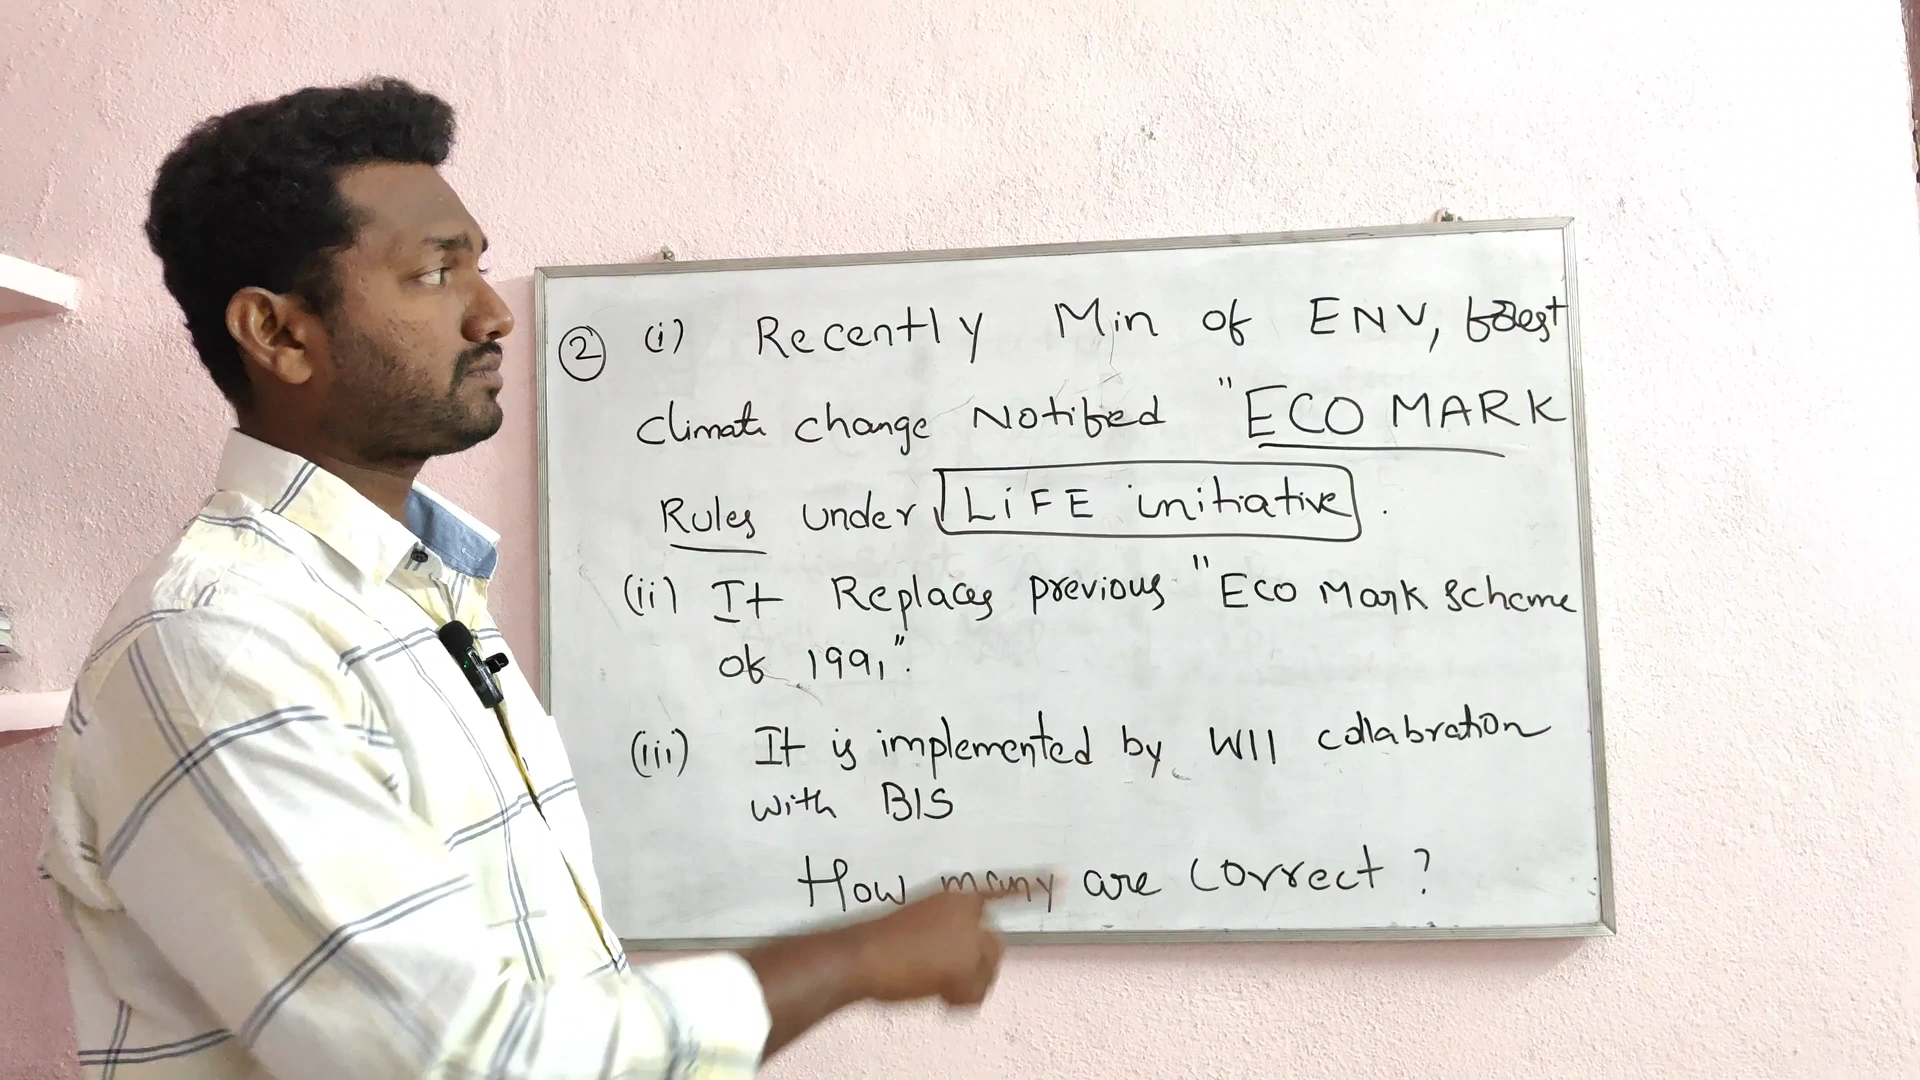 ② (i) Recently Min of ENV, forest
climate change Notified "ECO MARK
Rules under LiFE initiative.
(ii) It Replaces previous "Eco Mark scheme
of 1991".
(iii) It is implemented by WII collabration
with BIS
How many are correct?